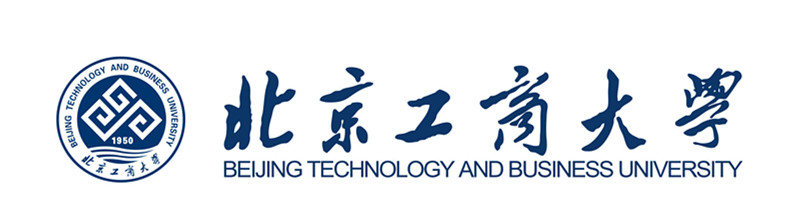 BEIJING TECHNOLOGY AND BUSINESS UNIVERSITY
1950
北京工商大學
北京工商大學
BEIJING TECHNOLOGY AND BUSINESS UNIVERSITY